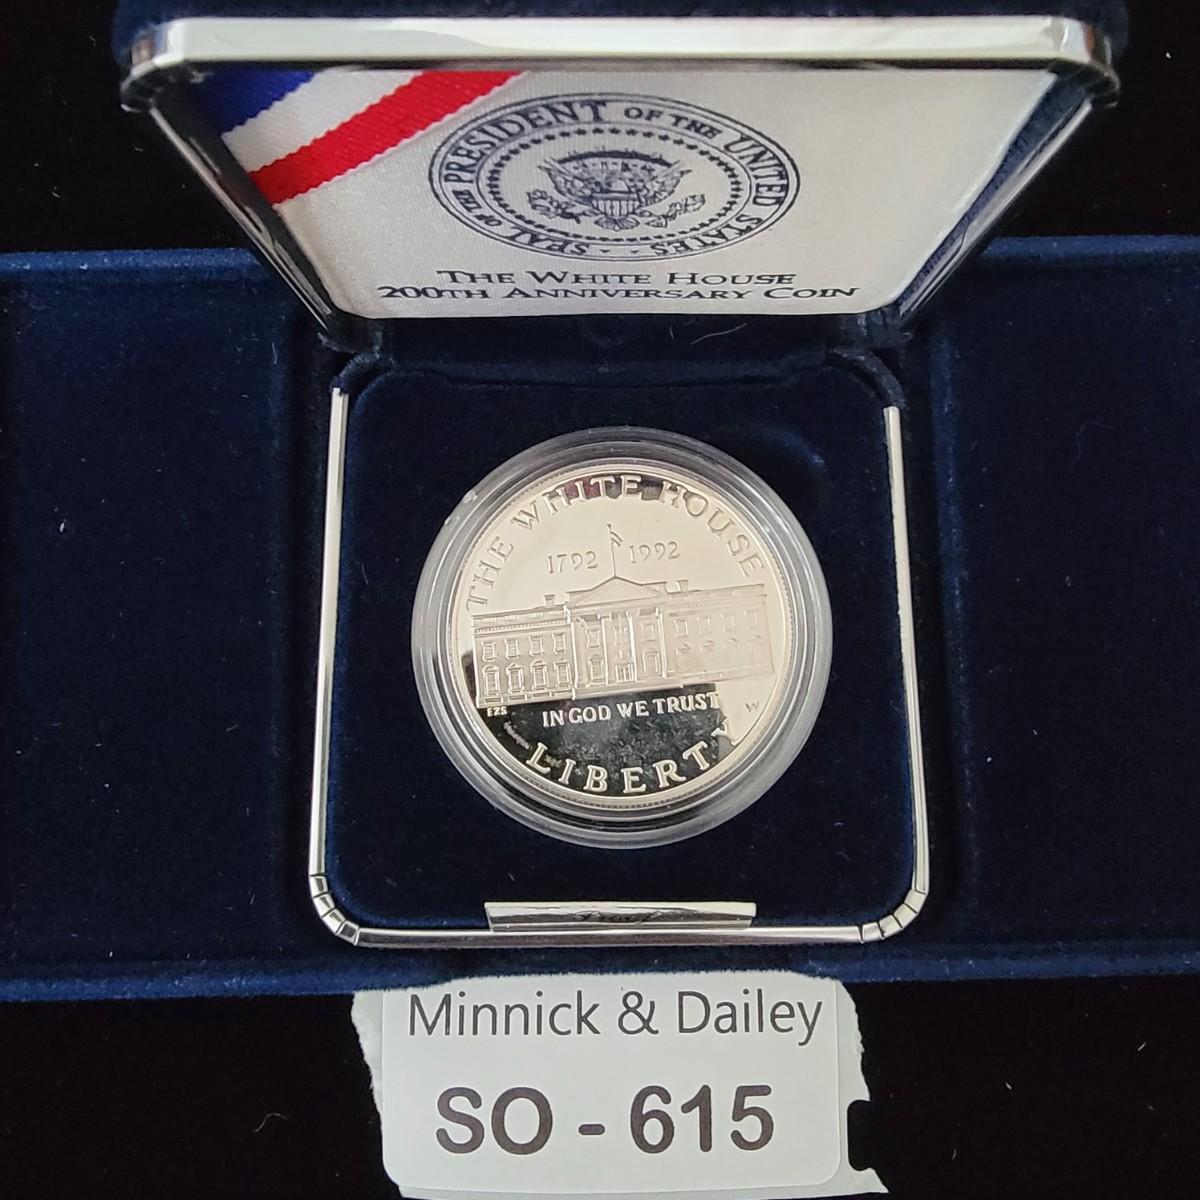 SEAL OF THE PRESIDENT OF THE UNITED STATES
THE WHITE HOUSE
200TH ANNIVERSARY COIN
THE WHITE HOUSE
1792 1992
EZS
W
IN GOD WE TRUST
LIBERTY
Proof
Minnick & Dailey
SO - 615